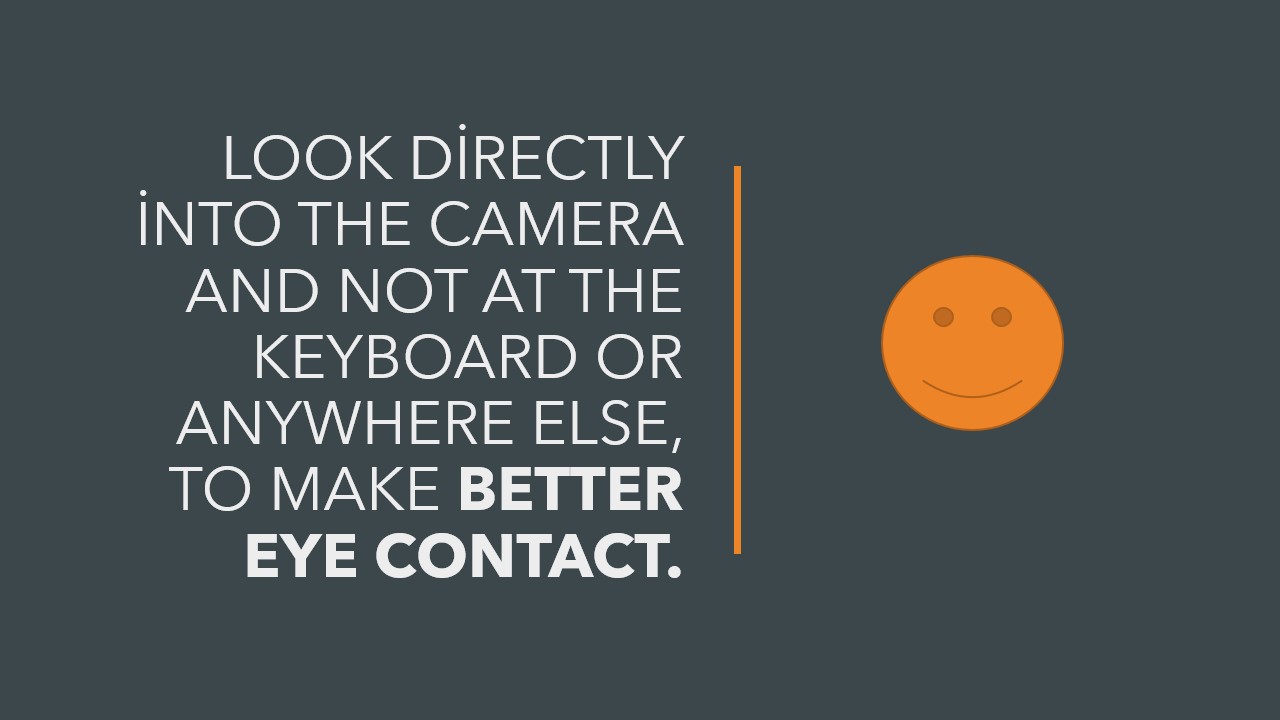 LOOK DİRECTLY
İNTO THE CAMERA
AND NOT AT THE
KEYBOARD OR
ANYWHERE ELSE,
TO MAKE BETTER
EYE CONTACT.